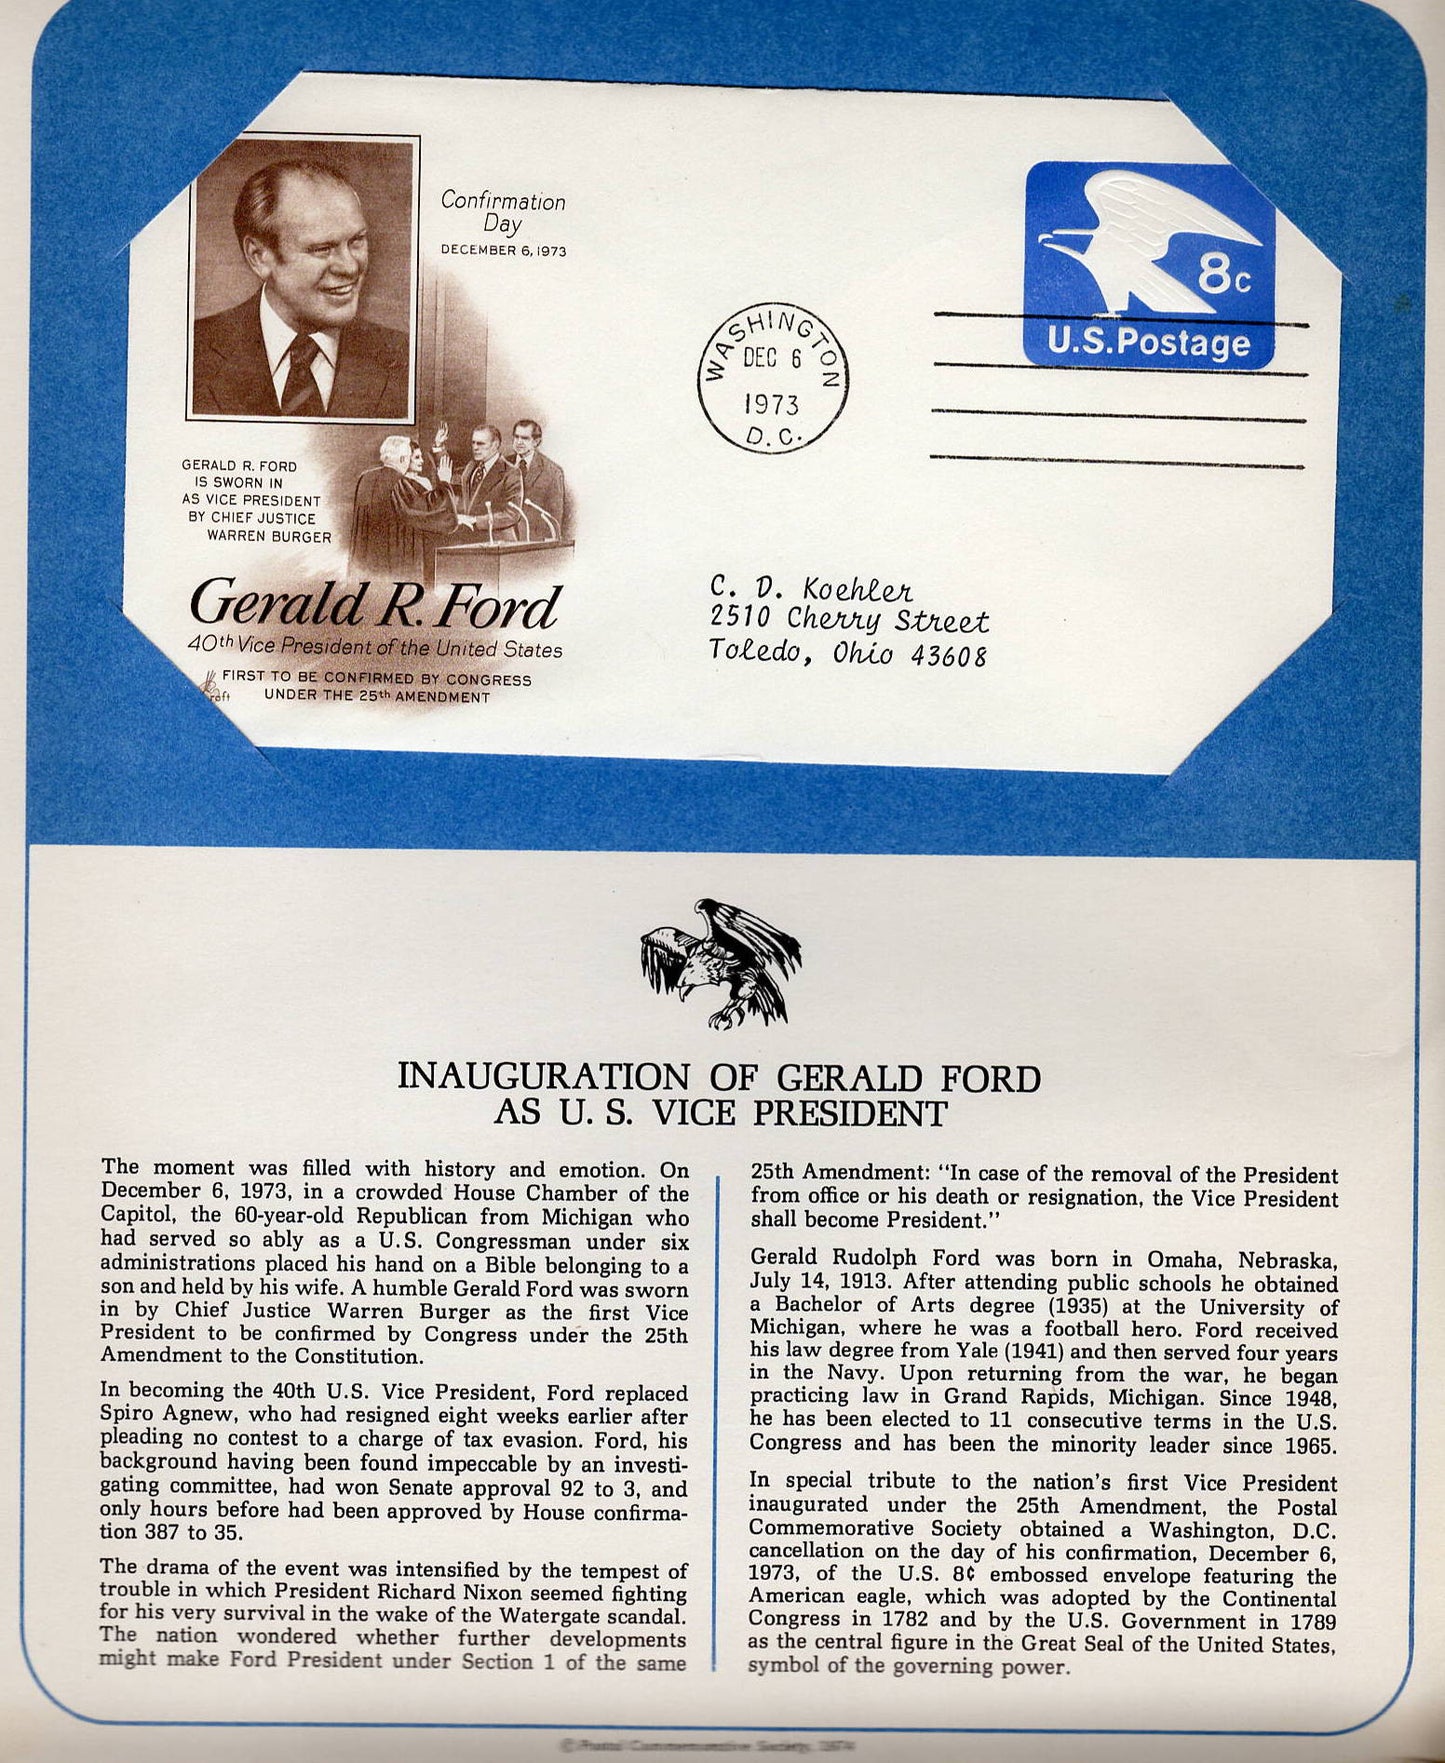 Confirmation
Day
DECEMBER 6, 1973
8c
U.S. Postage
WASHINGTON
DEC 6
1973
D. C.
GERALD R. FORD
IS SWORN IN
AS VICE PRESIDENT
BY CHIEF JUSTICE
WARREN BURGER
Gerald R. Ford
40th Vice President of the United States
FIRST TO BE CONFIRMED BY CONGRESS
UNDER THE 25th AMENDMENT
C. D. Koehler
2510 Cherry Street
Toledo, Ohio 43608
INAUGURATION OF GERALD FORD
AS U. S. VICE PRESIDENT
The moment was filled with history and emotion. On
December 6, 1973, in a crowded House Chamber of the
Capitol, the 60-year-old Republican from Michigan who
had served so ably as a U.S. Congressman under six
administrations placed his hand on a Bible belonging to a
son and held by his wife. A humble Gerald Ford was sworn
in by Chief Justice Warren Burger as the first Vice
President to be confirmed by Congress under the 25th
Amendment to the Constitution.
In becoming the 40th U.S. Vice President, Ford replaced
Spiro Agnew, who had resigned eight weeks earlier after
pleading no contest to a charge of tax evasion. Ford, his
background having been found impeccable by an investi-
gating committee, had won Senate approval 92 to 3, and
only hours before had been approved by House confirma-
tion 387 to 35.
The drama of the event was intensified by the tempest of
trouble in which President Richard Nixon seemed fighting
for his very survival in the wake of the Watergate scandal.
The nation wondered whether further developments
might make Ford President under Section 1 of the same
25th Amendment: "In case of the removal of the President
from office or his death or resignation, the Vice President
shall become President."
Gerald Rudolph Ford was born in Omaha, Nebraska,
July 14, 1913. After attending public schools he obtained
a Bachelor of Arts degree (1935) at the University of
Michigan, where he was a football hero. Ford received
his law degree from Yale (1941) and then served four years
in the Navy. Upon returning from the war, he began
practicing law in Grand Rapids, Michigan. Since 1948,
he has been elected to 11 consecutive terms in the U.S.
Congress and has been the minority leader since 1965.
In special tribute to the nation's first Vice President
inaugurated under the 25th Amendment, the Postal
Commemorative Society obtained a Washington, D.C.
cancellation on the day of his confirmation, December 6,
1973, of the U.S. 8¢ embossed envelope featuring the
American eagle, which was adopted by the Continental
Congress in 1782 and by the U.S. Government in 1789
as the central figure in the Great Seal of the United States,
symbol of the governing power.
© Postal Commemorative Society, 1974